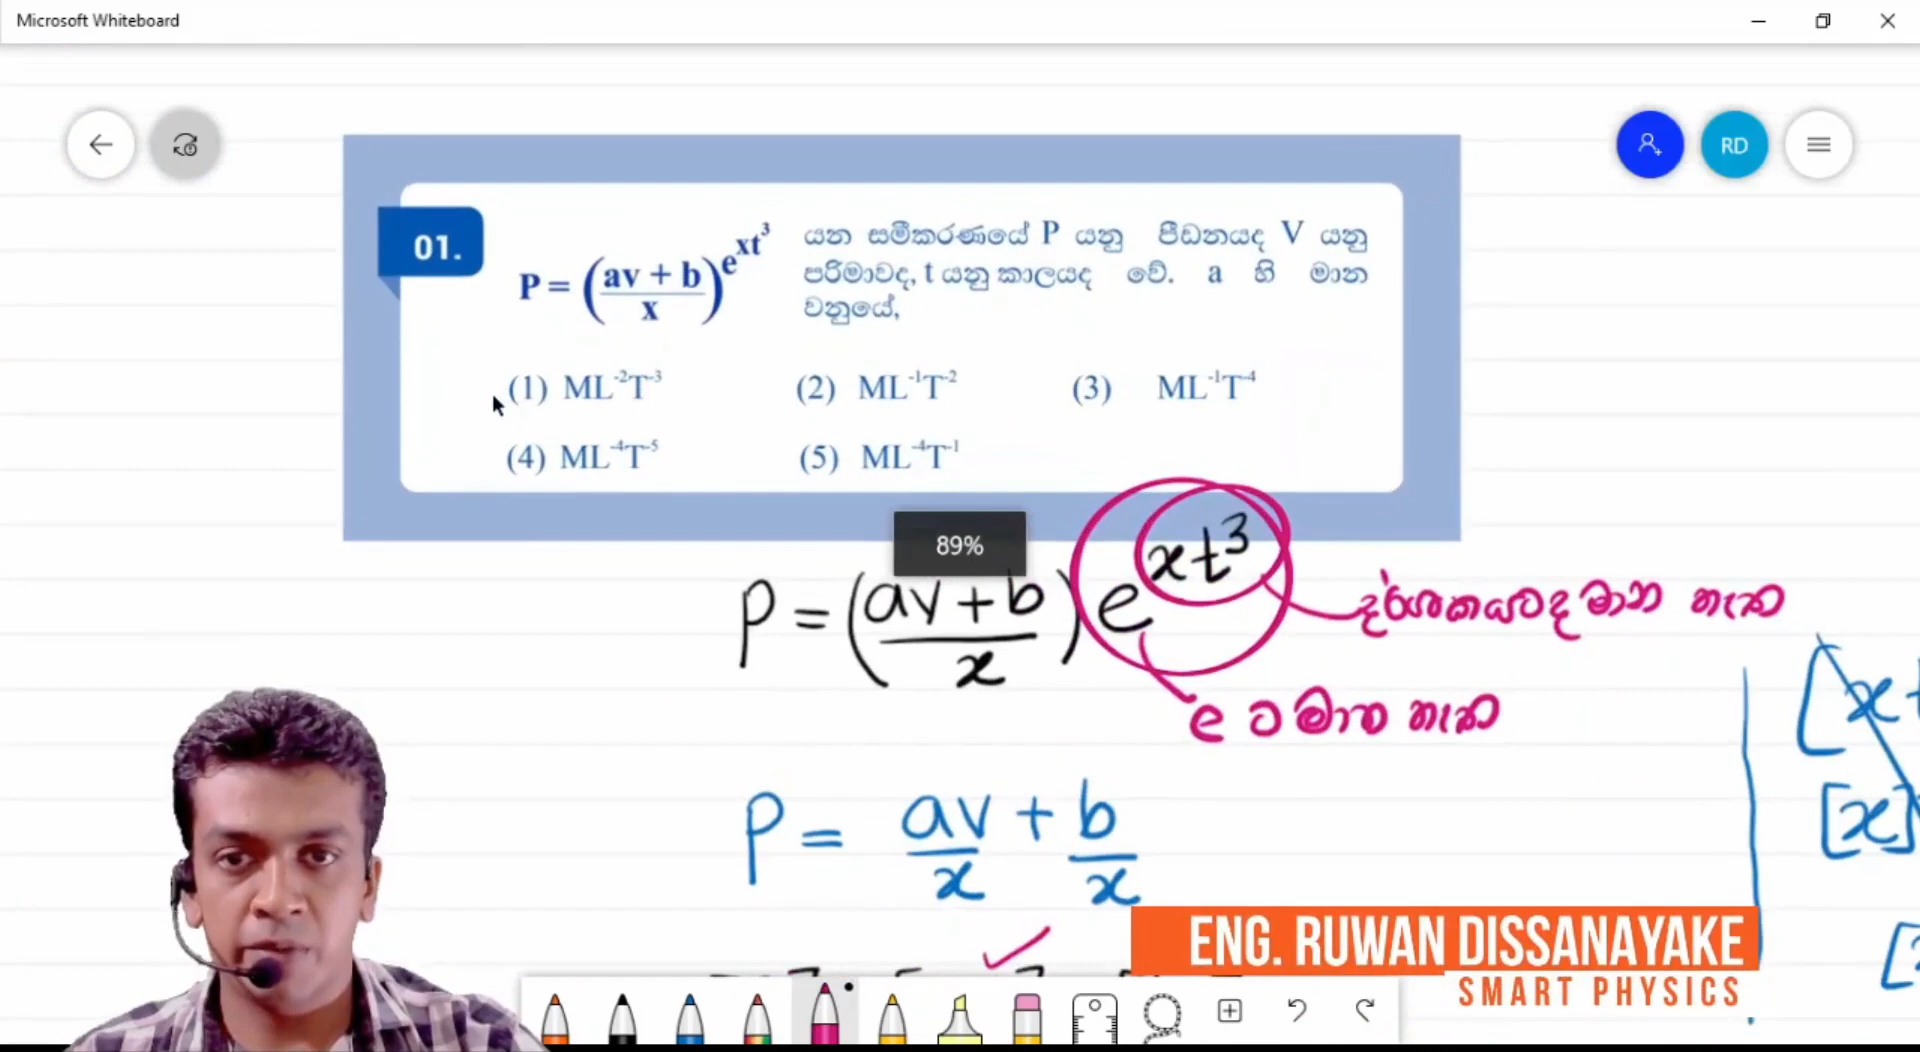 Microsoft Whiteboard
RD
01.
P = (av + b / x) e^xt³ යන සමීකරණයේ P යනු පීඩනයද V යනු
පරිමාවද, t යනු කාලයද වේ. a හි මාන
වනුයේ,
(1) ML⁻²T⁻³ (2) ML⁻¹T⁻² (3) ML⁻¹T⁻⁴
(4) ML⁻⁴T⁻⁵ (5) ML⁻⁴T⁻¹
89%
P = (av + b / x) e^xt³
දර්ශකයටද මාන නැත
e ට මාන නැත
P = av/x + b/x
[x]
ENG. RUWAN DISSANAYAKE
SMART PHYSICS